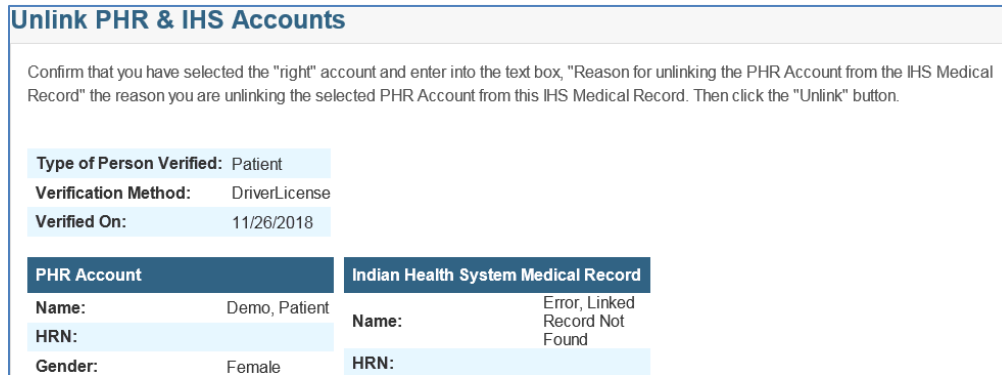 Unlink PHR & IHS Accounts
Confirm that you have selected the "right" account and enter into the text box, "Reason for unlinking the PHR Account from the IHS Medical
Record" the reason you are unlinking the selected PHR Account from this IHS Medical Record. Then click the "Unlink" button.
Type of Person Verified: Patient
Verification Method: DriverLicense
Verified On: 11/26/2018
PHR Account
Name: Demo, Patient
HRN:
Gender: Female
Indian Health System Medical Record
Name: Error, Linked
Record Not
Found
HRN: